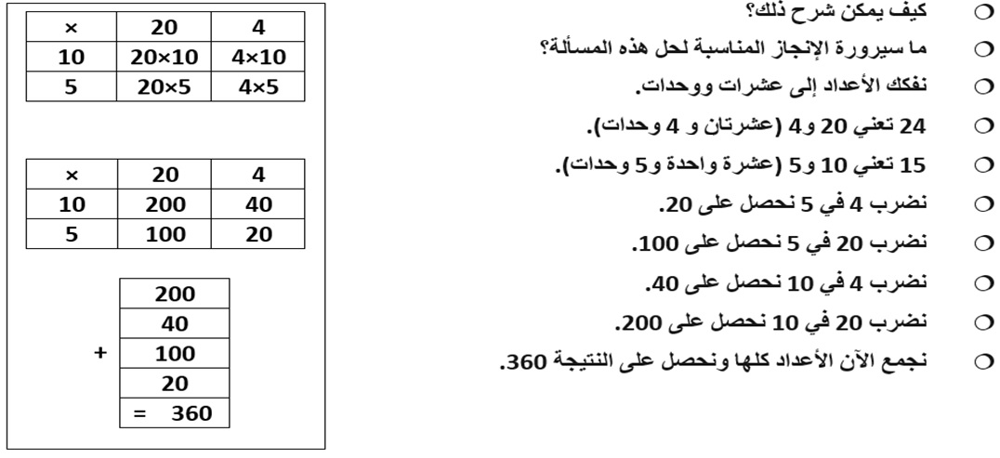 كيف يمكن شرح ذلك؟
ما سيرورة الإنجاز المناسبة لحل هذه المسألة؟
نفكك الأعداد إلى عشرات ووحدات.
24 تعني 20 و4 (عشرتان و 4 وحدات).
15 تعني 10 و5 (عشرة واحدة و5 وحدات).
نضرب 4 في 5 نحصل على 20.
نضرب 20 في 5 نحصل على 100.
نضرب 4 في 10 نحصل على 40.
نضرب 20 في 10 نحصل على 200.
نجمع الآن الأعداد كلها ونحصل على النتيجة 360.
× 20 4
10 20×10 4×10
5 20×5 4×5
× 20 4
10 200 40
5 100 20
200
40
+ 100
20
= 360